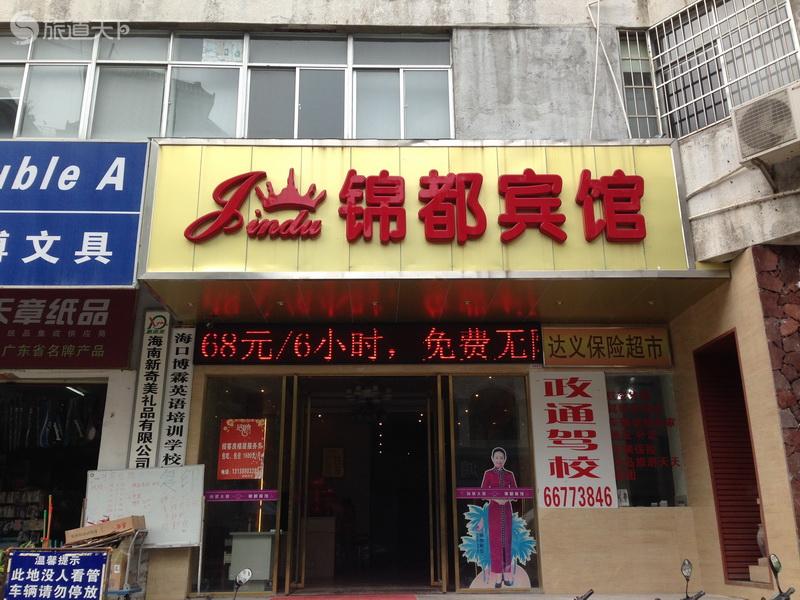 旅道天下
uble A
文具
Jindu 锦都宾馆
天章纸品
广东省名牌产品
海南新奇美礼品有限公司
海口博霖英语培训学校
68元/6小时，免费无
达义保险超市
政通驾校
66773846
温馨提示
此地没人看管
车辆请勿停放